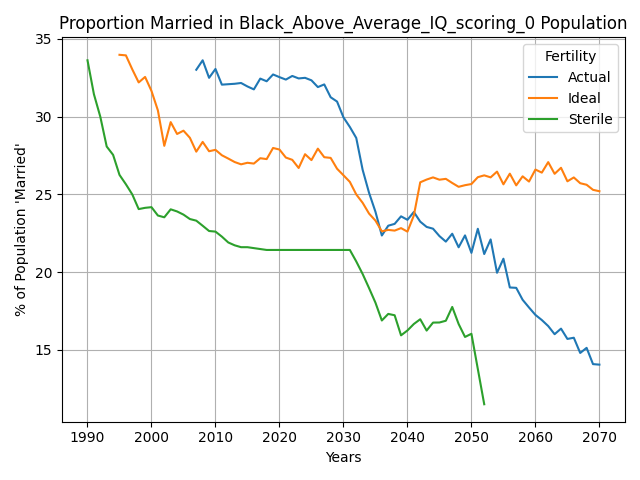 Proportion Married in Black_Above_Average_IQ_scoring_0 Population
Fertility
Actual
Ideal
Sterile
% of Population 'Married'
35
30
25
20
15
1990 2000 2010 2020 2030 2040 2050 2060 2070
Years